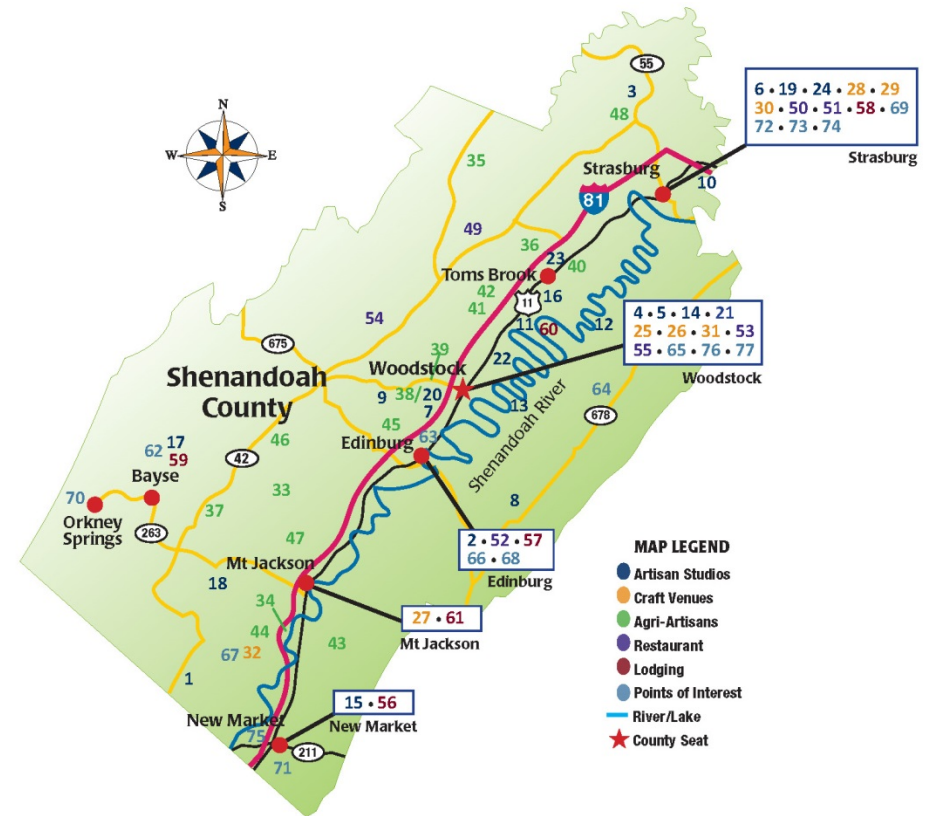 N
W
E
S
55
3
48
6 • 19 • 24 • 28 • 29
30 • 50 • 51 • 58 • 69
72 • 73 • 74
Strasburg
35
Strasburg
10
81
49
36
23
40
Toms Brook
42
16
41
11
11
60
12
54
4 • 5 • 14 • 21
25 • 26 • 31 • 53
55 • 65 • 76 • 77
Woodstock
675
39
Woodstock
22
Shenandoah
County
9
38/20
7
13
64
678
45
Shenandoah River
46
Edinburg
63
42
62
17
59
Bayse
70
Orkney
Springs
263
37
33
8
47
2 • 52 • 57
66 • 68
Edinburg
Mt Jackson
18
34
44
27 • 61
Mt Jackson
43
67
32
1
15 • 56
New Market
New Market
75
211
71
MAP LEGEND
Artisan Studios
Craft Venues
Agri-Artisans
Restaurant
Lodging
Points of Interest
River/Lake
County Seat